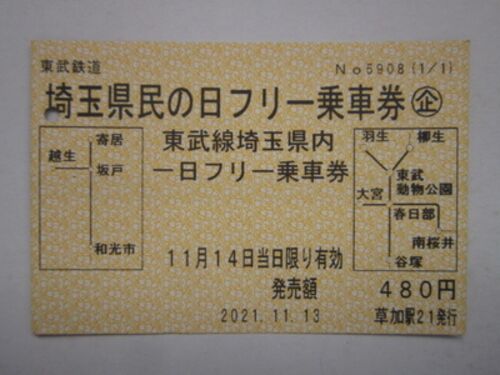 東武鉄道
No5908(1/1)
埼玉県民の日フリー乗車券 企
東武線埼玉県内
一日フリー乗車券
寄居
越生
坂戸
和光市
羽生
柳生
東武
動物公園
大宮
春日部
南桜井
谷塚
11月14日当日限り有効
発売額 480円
2021.11.13
草加駅21発行